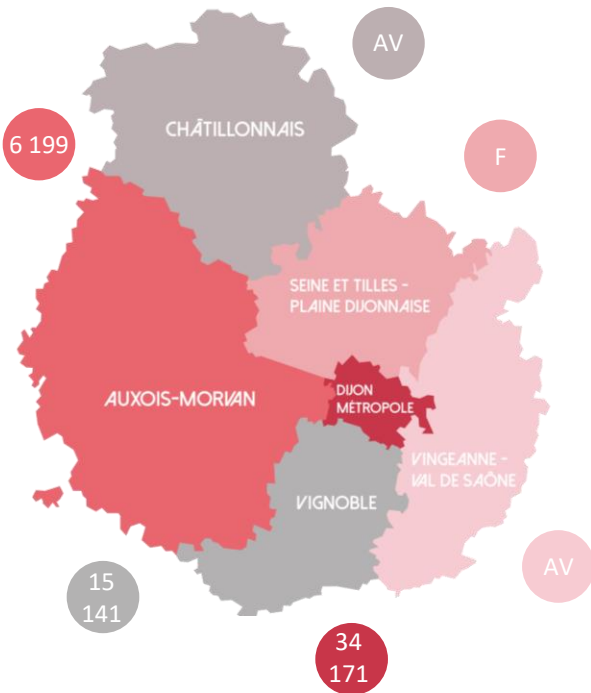 AV
CHÂTILLONNAIS
6 199
F
SEINE ET TILLES -
PLAINE DIJONNAISE
AUXOIS-MORVAN
DIJON
MÉTROPOLE
VINGEANNE -
VAL DE SAÔNE
VIGNOBLE
AV
15
141
34
171